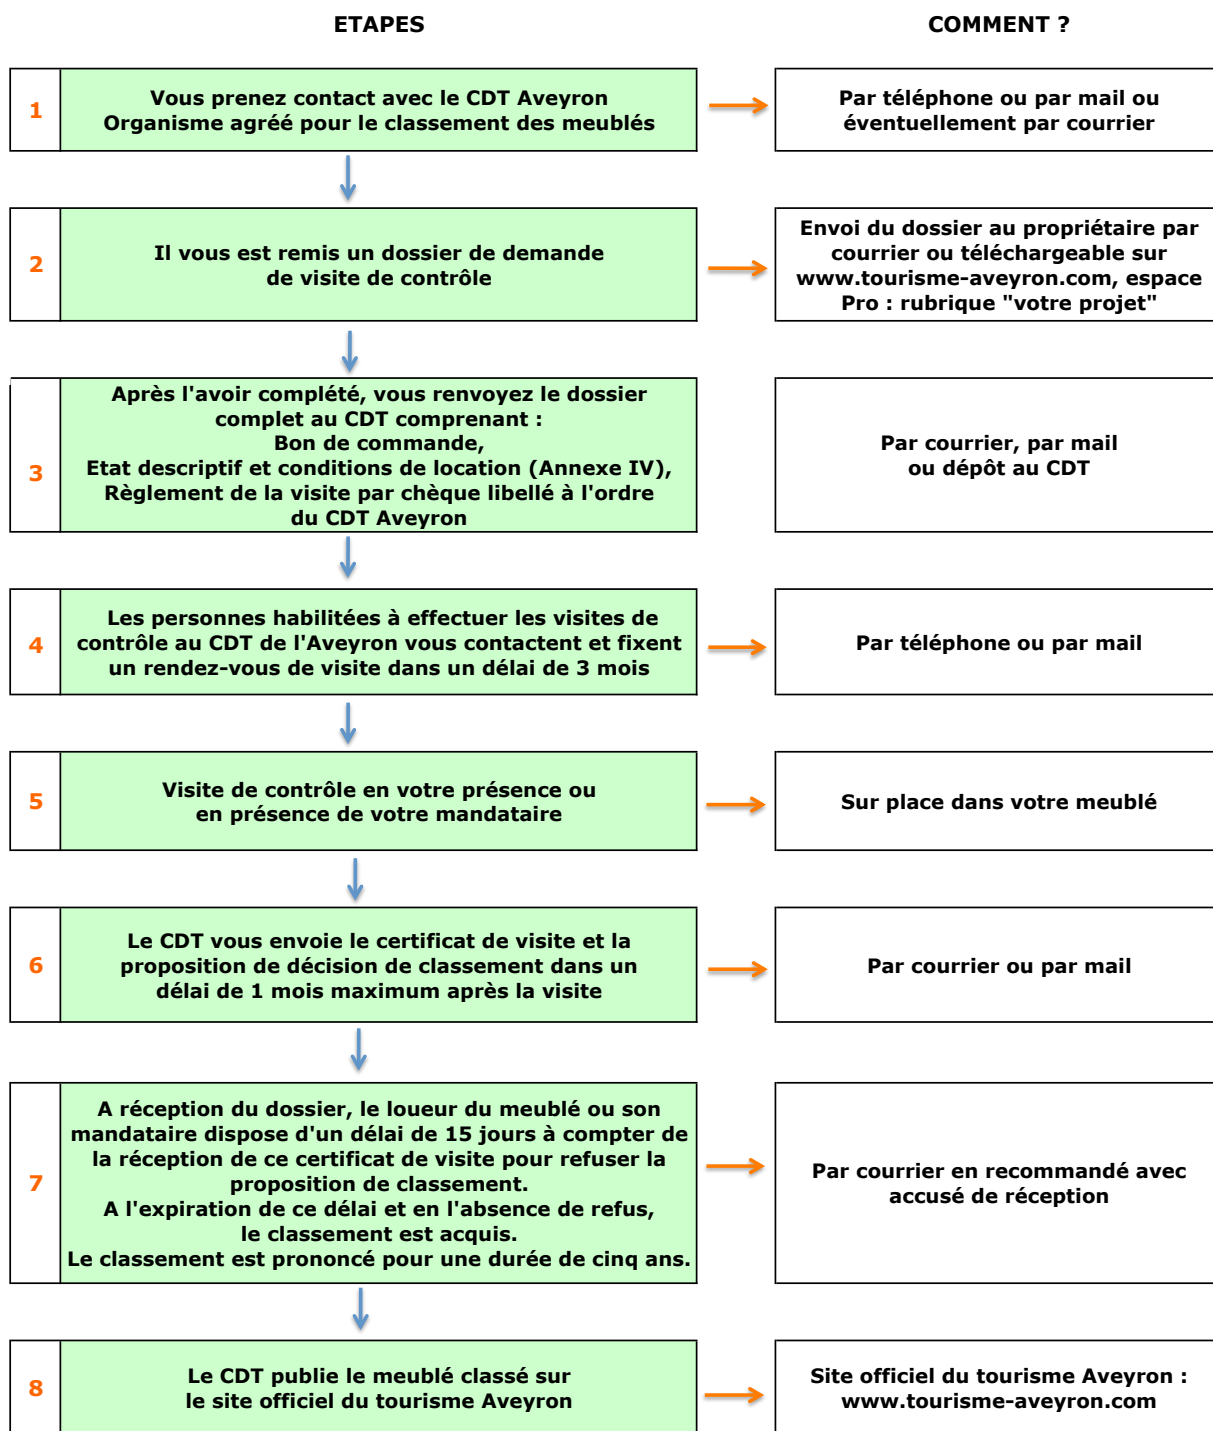 ETAPES
COMMENT ?
1
Vous prenez contact avec le CDT Aveyron
Organisme agréé pour le classement des meublés
Par téléphone ou par mail ou
éventuellement par courrier
2
Il vous est remis un dossier de demande
de visite de contrôle
Envoi du dossier au propriétaire par
courrier ou téléchargeable sur
www.tourisme-aveyron.com, espace
Pro : rubrique "votre projet"
3
Après l'avoir complété, vous renvoyez le dossier
complet au CDT comprenant :
Bon de commande,
Etat descriptif et conditions de location (Annexe IV),
Règlement de la visite par chèque libellé à l'ordre
du CDT Aveyron
Par courrier, par mail
ou dépôt au CDT
4
Les personnes habilitées à effectuer les visites de
contrôle au CDT de l'Aveyron vous contactent et fixent
un rendez-vous de visite dans un délai de 3 mois
Par téléphone ou par mail
5
Visite de contrôle en votre présence ou
en présence de votre mandataire
Sur place dans votre meublé
6
Le CDT vous envoie le certificat de visite et la
proposition de décision de classement dans un
délai de 1 mois maximum après la visite
Par courrier ou par mail
7
A réception du dossier, le loueur du meublé ou son
mandataire dispose d'un délai de 15 jours à compter de
la réception de ce certificat de visite pour refuser la
proposition de classement.
A l'expiration de ce délai et en l'absence de refus,
le classement est acquis.
Le classement est prononcé pour une durée de cinq ans.
Par courrier en recommandé avec
accusé de réception
8
Le CDT publie le meublé classé sur
le site officiel du tourisme Aveyron
Site officiel du tourisme Aveyron :
www.tourisme-aveyron.com